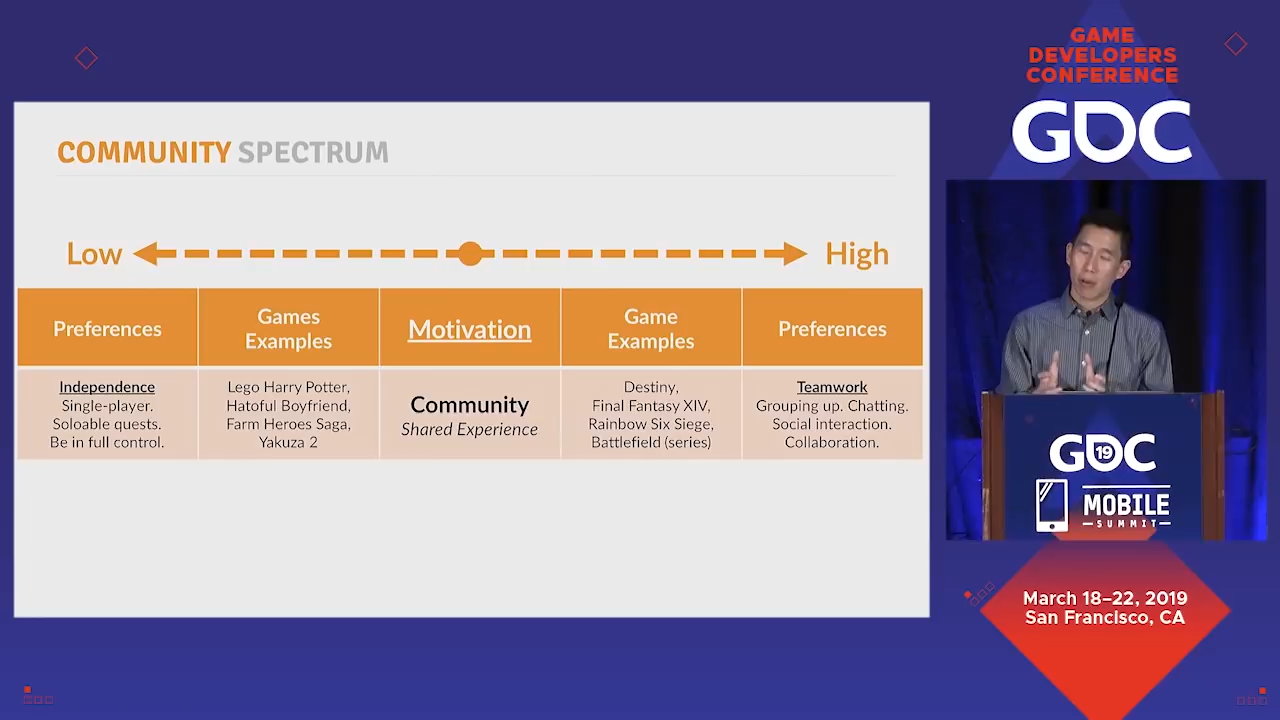 GAME
DEVELOPERS
CONFERENCE
GDC
COMMUNITY SPECTRUM
Low
High
Preferences
Games
Examples
Motivation
Game
Examples
Preferences
Independence
Single-player.
Soloable quests.
Be in full control.
Lego Harry Potter,
Hatoful Boyfriend,
Farm Heroes Saga,
Yakuza 2
Community
Shared Experience
Destiny,
Final Fantasy XIV,
Rainbow Six Siege,
Battlefield (series)
Teamwork
Grouping up. Chatting.
Social interaction.
Collaboration.
GDC
19
MOBILE
SUMMIT
March 18–22, 2019
San Francisco, CA